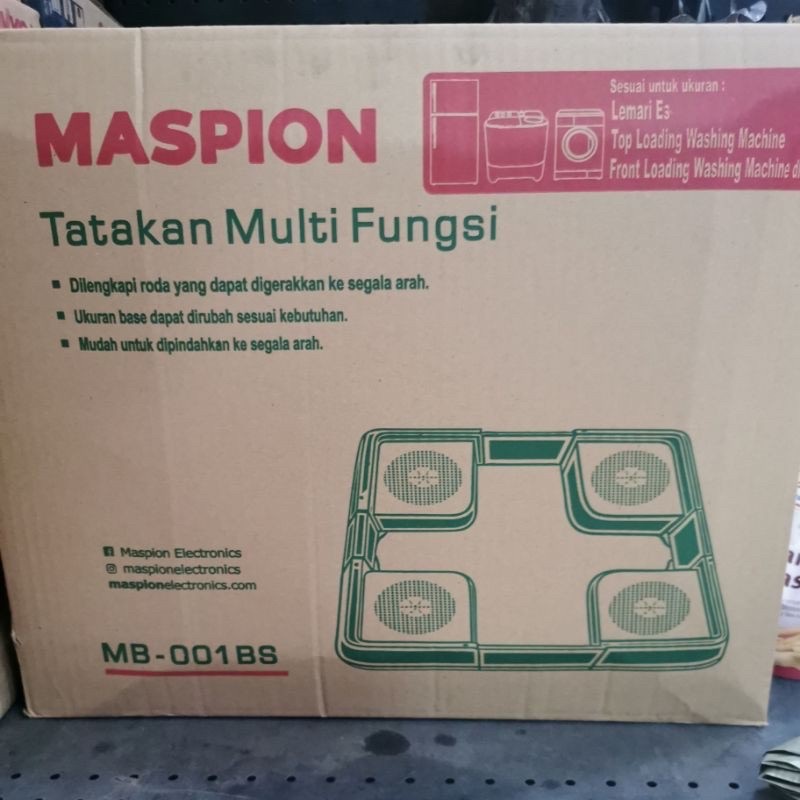 MASPION
Sesuai untuk ukuran :
Lemari Es
Top Loading Washing Machine
Front Loading Washing Machine
Tatakan Multi Fungsi
Dilengkapi roda yang dapat digerakkan ke segala arah.
Ukuran base dapat dirubah sesuai kebutuhan.
Mudah untuk dipindahkan ke segala arah.
Maspion Electronics
maspionelectronics
maspionelectronics.com
MB-001BS